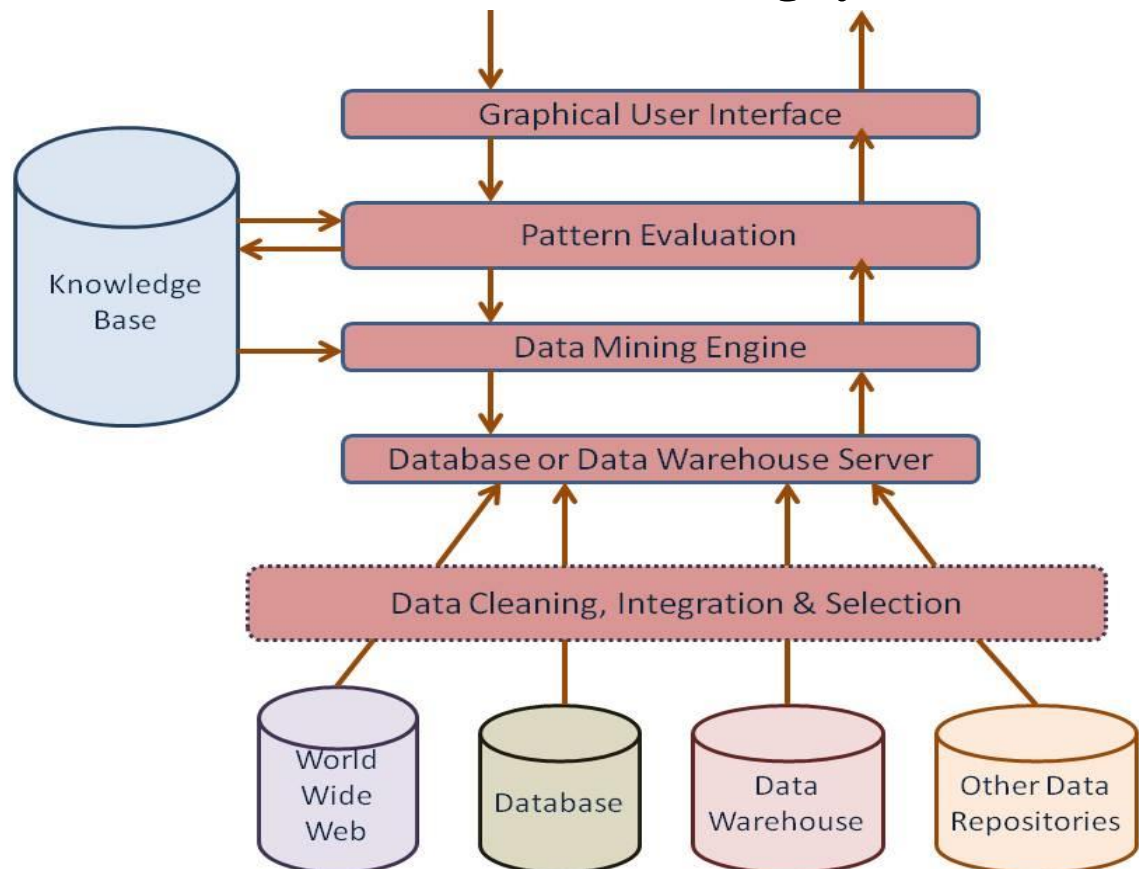 Graphical User Interface
Pattern Evaluation
Knowledge
Base
Data Mining Engine
Database or Data Warehouse Server
Data Cleaning, Integration & Selection
World
Wide
Web
Database
Data
Warehouse
Other Data
Repositories